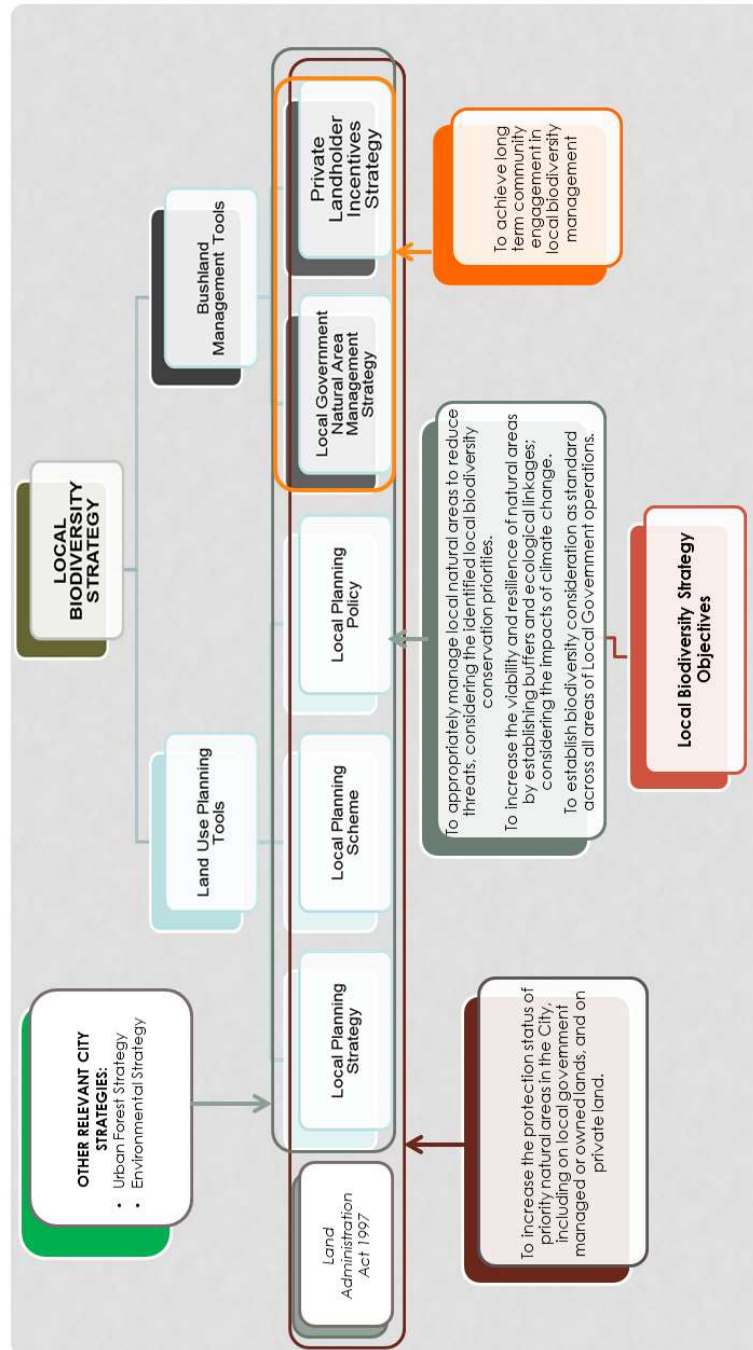 LOCAL
BIODIVERSITY
STRATEGY
OTHER RELEVANT CITY
STRATEGIES:
• Urban Forest Strategy
• Environmental Strategy
Land Use Planning
Tools
Bushland
Management Tools
Land
Administration
Act 1997
Local Planning
Strategy
Local Planning
Scheme
Local Planning
Policy
Local Government
Natural Area
Management
Strategy
Private
Landholder
Incentives
Strategy
To increase the protection status of
priority natural areas in the City,
including on local government
managed or owned lands, and on
private land.
To appropriately manage local natural areas to reduce
threats, considering the identified local biodiversity
conservation priorities.
To increase the viability and resilience of natural areas
by establishing buffers and ecological linkages;
considering the impacts of climate change.
To establish biodiversity consideration as standard
across all areas of Local Government operations.
To achieve long
term community
engagement in
local biodiversity
management
Local Biodiversity Strategy
Objectives